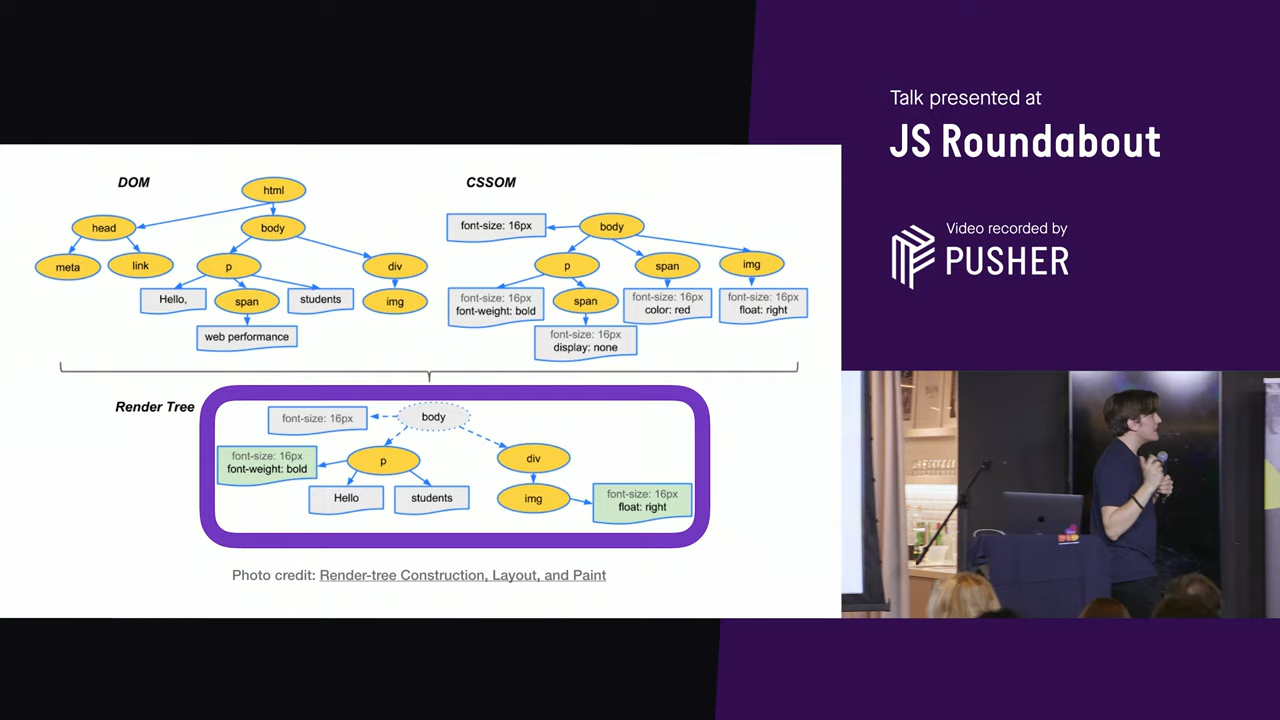 DOM
html
head
body
meta
link
p
div
Hello,
span
students
img
web performance
CSSOM
font-size: 16px
body
p
span
img
font-size: 16px
font-weight: bold
span
font-size: 16px
color: red
font-size: 16px
float: right
font-size: 16px
display: none
Render Tree
font-size: 16px
body
font-size: 16px
font-weight: bold
p
div
Hello
students
img
font-size: 16px
float: right
Photo credit: Render-tree Construction, Layout, and Paint
Talk presented at
JS Roundabout
Video recorded by
PUSHER